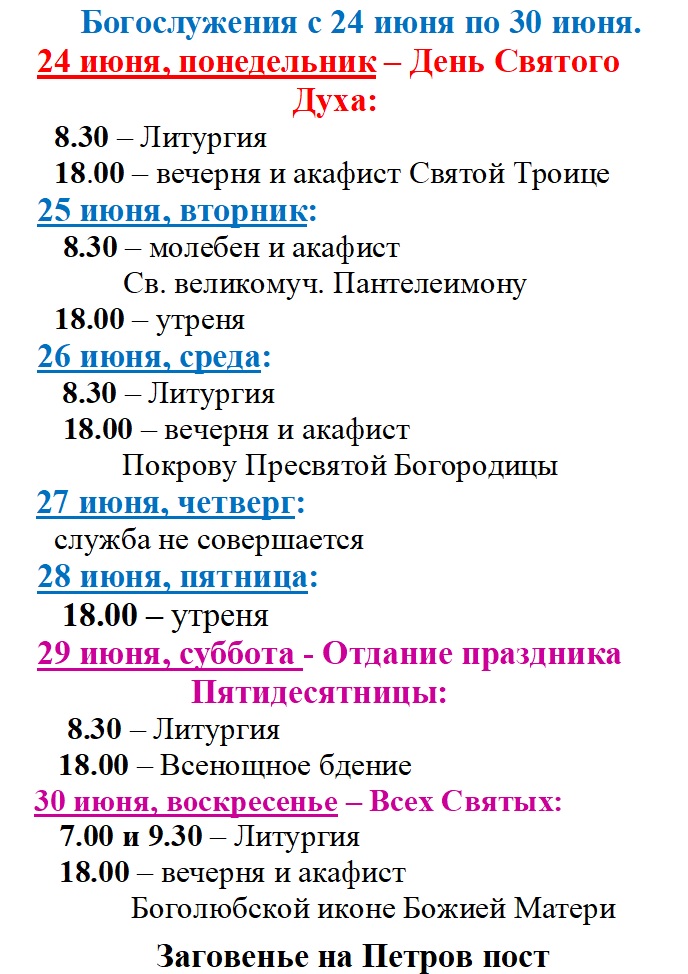 Богослужения с 24 июня по 30 июня.
24 июня, понедельник – День Святого
Духа:
8.30 – Литургия
18.00 – вечерня и акафист Святой Троице
25 июня, вторник:
8.30 – молебен и акафист
Св. великомуч. Пантелеимону
18.00 – утреня
26 июня, среда:
8.30 – Литургия
18.00 – вечерня и акафист
Покрову Пресвятой Богородицы
27 июня, четверг:
служба не совершается
28 июня, пятница:
18.00 – утреня
29 июня, суббота - Отдание праздника
Пятидесятницы:
8.30 – Литургия
18.00 – Всенощное бдение
30 июня, воскресенье – Всех Святых:
7.00 и 9.30 – Литургия
18.00 – вечерня и акафист
Боголюбской иконе Божией Матери
Заговенье на Петров пост